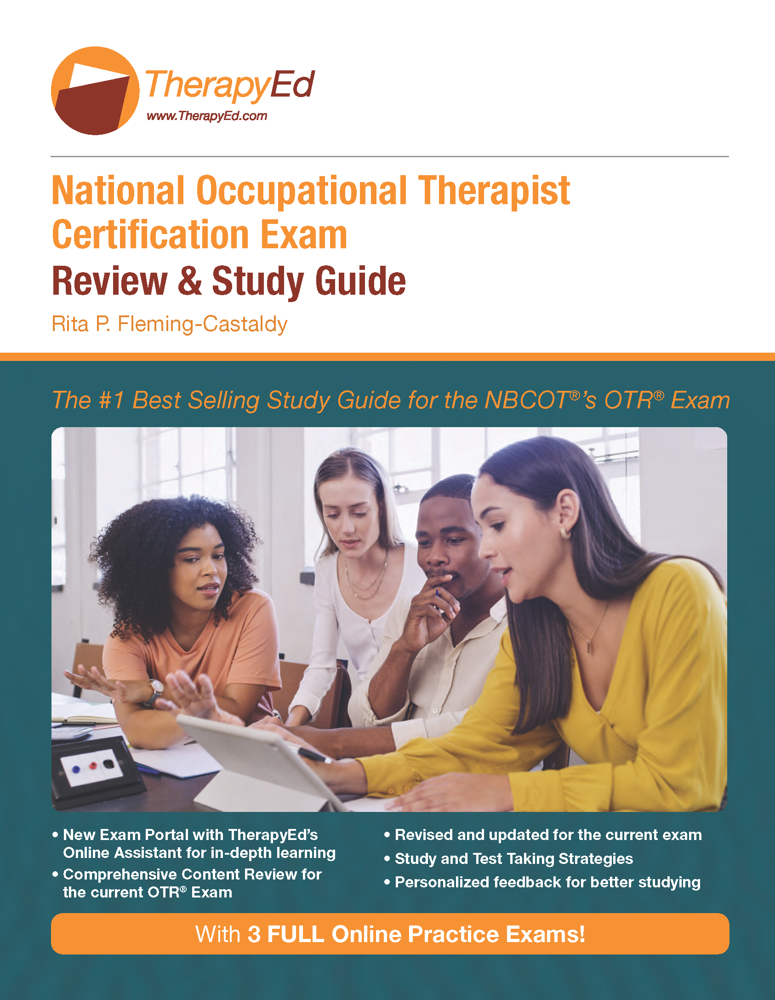 TherapyEd
www.TherapyEd.com
National Occupational Therapist
Certification Exam
Review & Study Guide
Rita P. Fleming-Castaldy
The #1 Best Selling Study Guide for the NBCOT®’s OTR® Exam
• New Exam Portal with TherapyEd’s
Online Assistant for in-depth learning
• Comprehensive Content Review for
the current OTR® Exam
• Revised and updated for the current exam
• Study and Test Taking Strategies
• Personalized feedback for better studying
With 3 FULL Online Practice Exams!